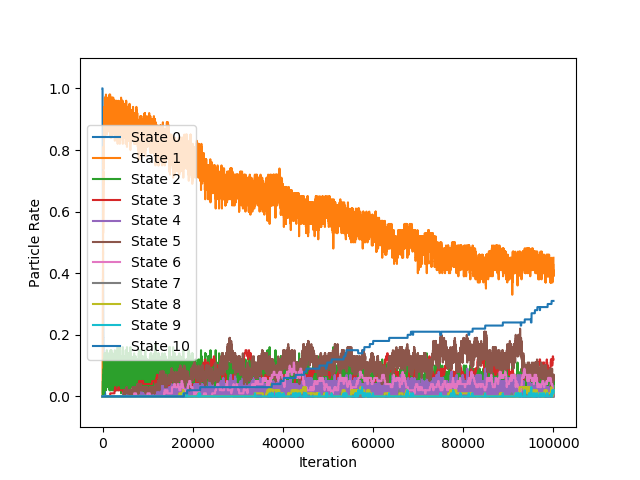 1.0
0.8
0.6
0.4
0.2
0.0
Particle Rate
State 0
State 1
State 2
State 3
State 4
State 5
State 6
State 7
State 8
State 9
State 10
0 20000 40000 60000 80000 100000
Iteration